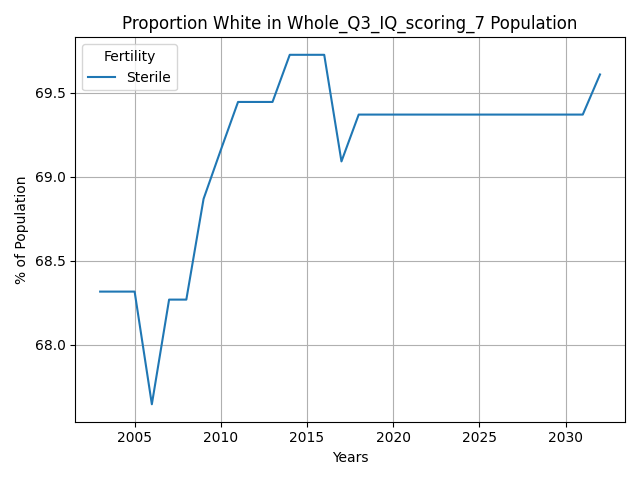 Proportion White in Whole_Q3_IQ_scoring_7 Population
Fertility
Sterile
% of Population
69.5
69.0
68.5
68.0
2005 2010 2015 2020 2025 2030
Years